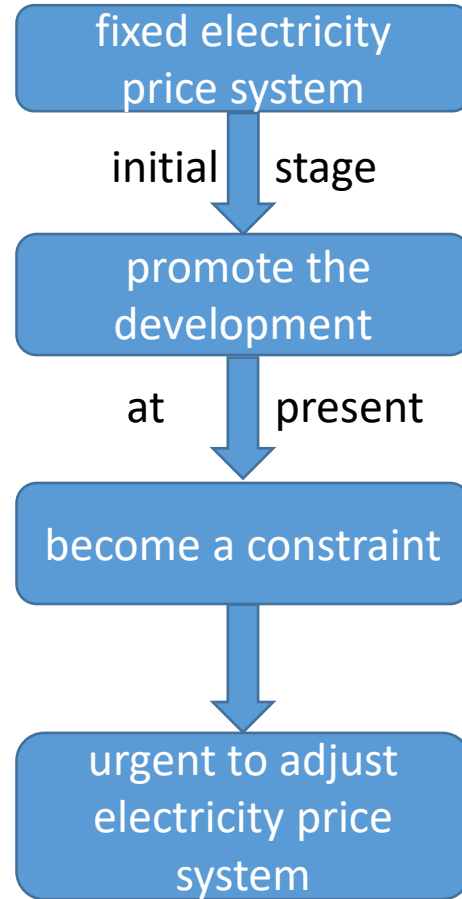 fixed electricity
price system
initial stage
promote the
development
at present
become a constraint
urgent to adjust
electricity price
system